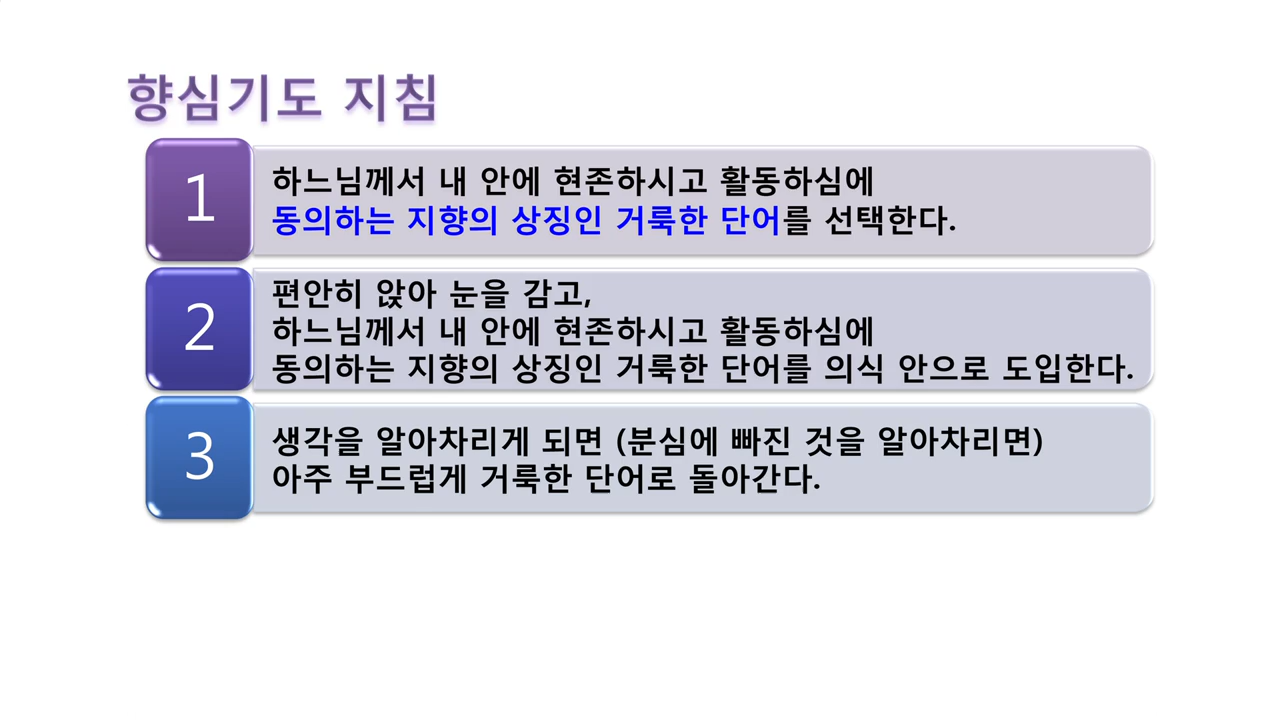 향심기도 지침
1
하느님께서 내 안에 현존하시고 활동하심에
동의하는 지향의 상징인 거룩한 단어를 선택한다.
2
편안히 앉아 눈을 감고,
하느님께서 내 안에 현존하시고 활동하심에
동의하는 지향의 상징인 거룩한 단어를 의식 안으로 도입한다.
3
생각을 알아차리게 되면 (분심에 빠진 것을 알아차리면)
아주 부드럽게 거룩한 단어로 돌아간다.